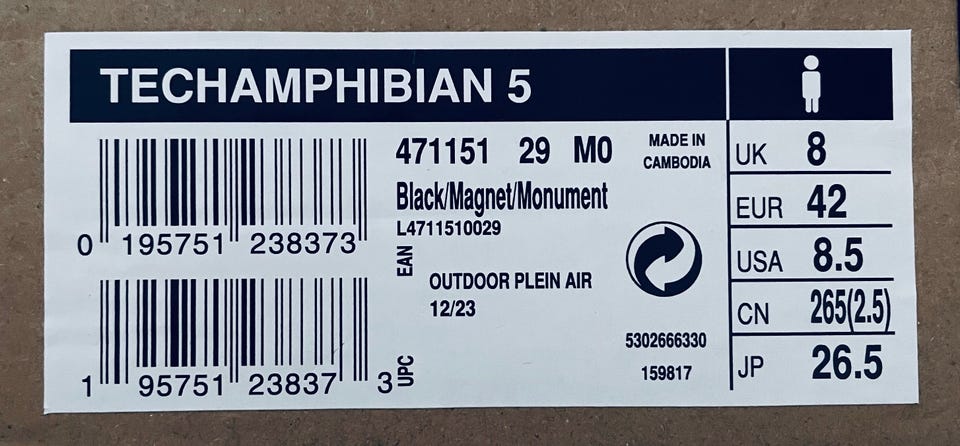 TECHAMPHIBIAN 5
471151 29 M0
Black/Magnet/Monument
L4711510029
EAN
0 195751 238373
OUTDOOR PLEIN AIR
12/23
UPC
1 95751 23837 3
MADE IN
CAMBODIA
5302666330
159817
UK 8
EUR 42
USA 8.5
CN 265(2.5)
JP 26.5